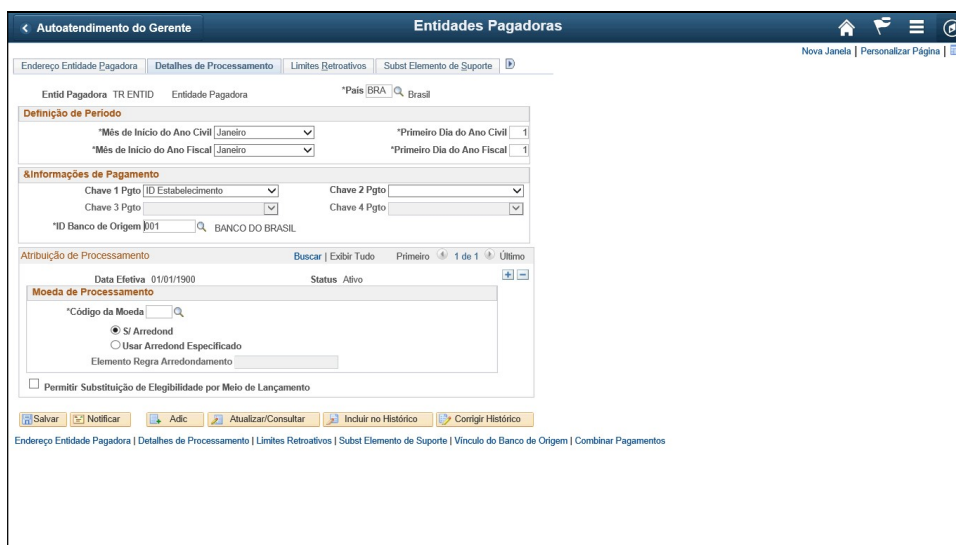 Autoatendimento do Gerente Entidades Pagadoras
Nova Janela | Personalizar Página |
Endereço Entidade Pagadora Detalhes de Processamento Limites Retroativos Subst Elemento de Suporte
Entid Pagadora TR ENTID Entidade Pagadora *País BRA Brasil
Definição de Período
*Mês de Início do Ano Civil Janeiro *Primeiro Dia do Ano Civil 1
*Mês de Início do Ano Fiscal Janeiro *Primeiro Dia do Ano Fiscal 1
&Informações de Pagamento
Chave 1 Pgto ID Estabelecimento Chave 2 Pgto
Chave 3 Pgto Chave 4 Pgto
*ID Banco de Origem 001 BANCO DO BRASIL
Atribuição de Processamento Buscar | Exibir Tudo Primeiro 1 de 1 Último
Data Efetiva 01/01/1900 Status Ativo
Moeda de Processamento
*Código da Moeda
S/ Arredond
Usar Arredond Especificado
Elemento Regra Arredondamento
Permitir Substituição de Elegibilidade por Meio de Lançamento
Salvar Notificar Adic Atualizar/Consultar Incluir no Histórico Corrigir Histórico
Endereço Entidade Pagadora | Detalhes de Processamento | Limites Retroativos | Subst Elemento de Suporte | Vínculo do Banco de Origem | Combinar Pagamentos